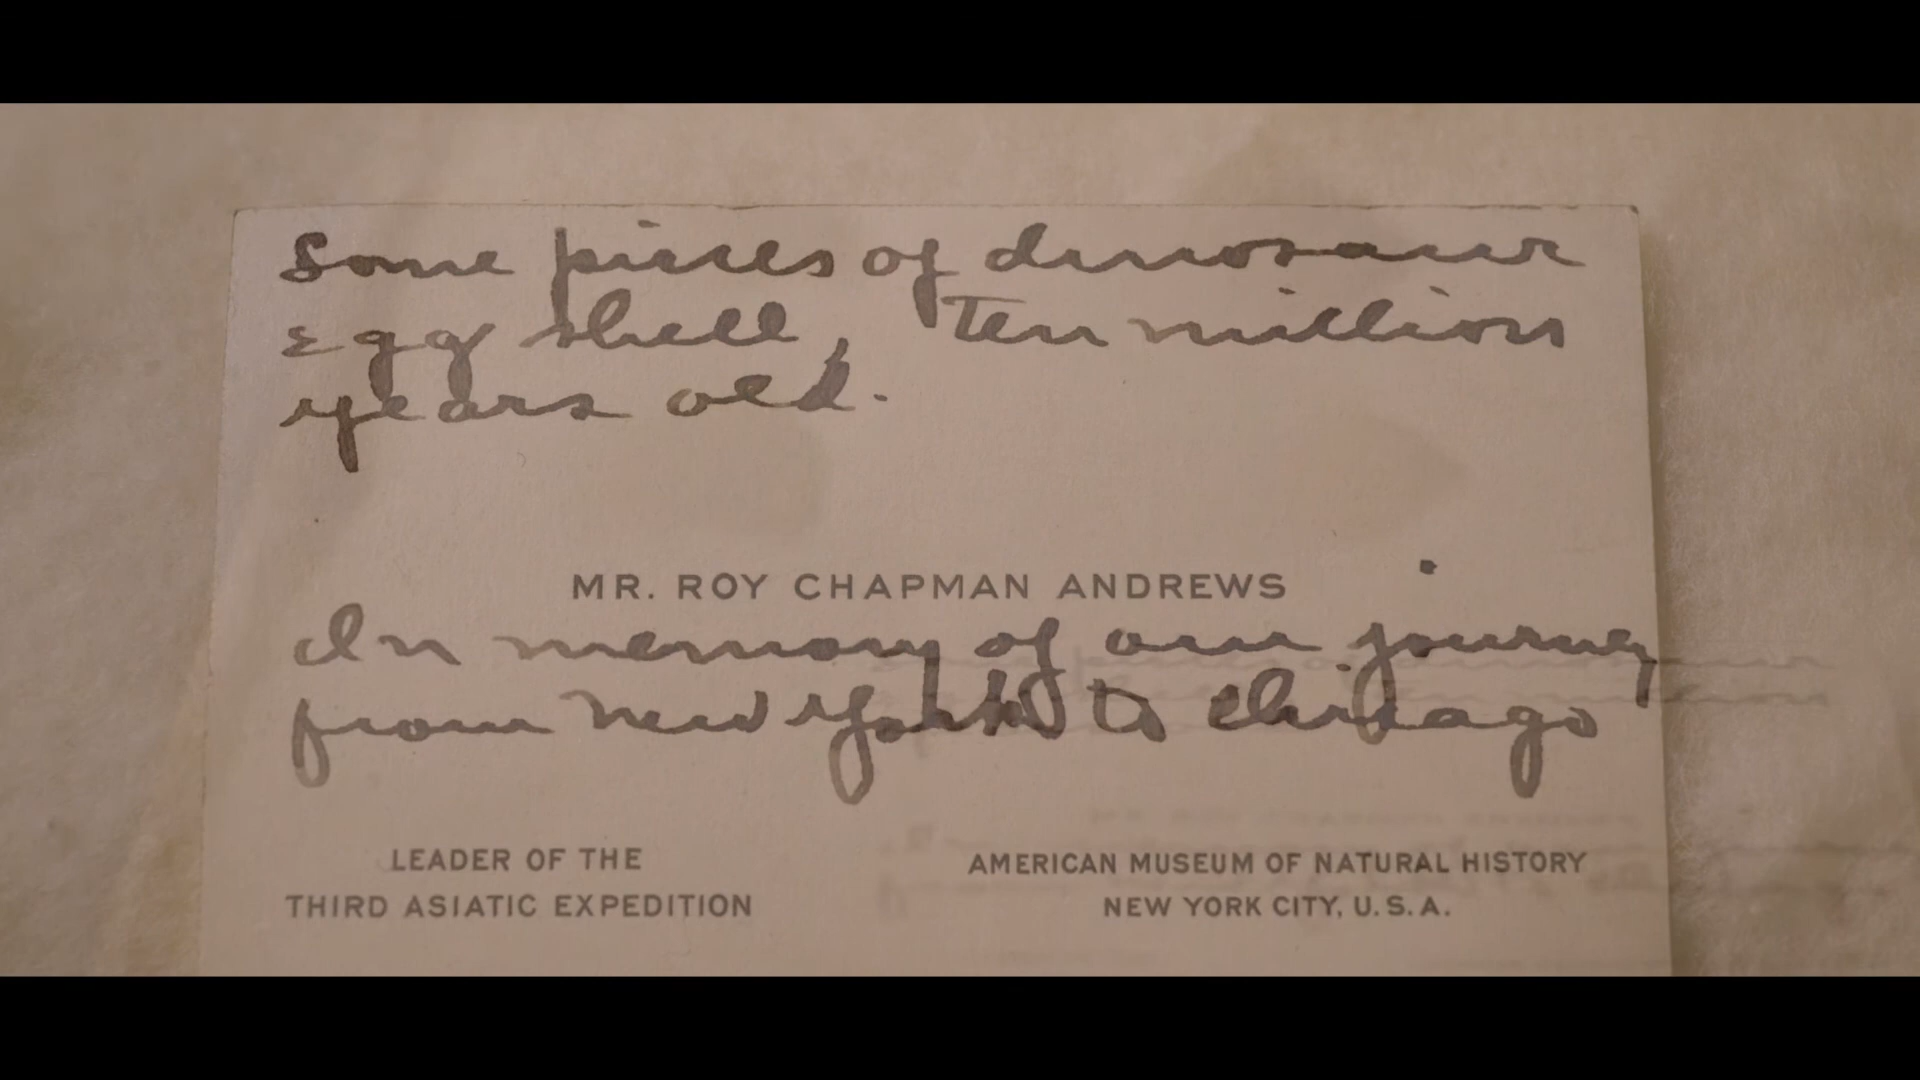 Some pieces of dinosaur
egg shell, Ten million
years old.
MR. ROY CHAPMAN ANDREWS
In memory of our journey
from New York to Chicago
LEADER OF THE
THIRD ASIATIC EXPEDITION
AMERICAN MUSEUM OF NATURAL HISTORY
NEW YORK CITY, U.S.A.